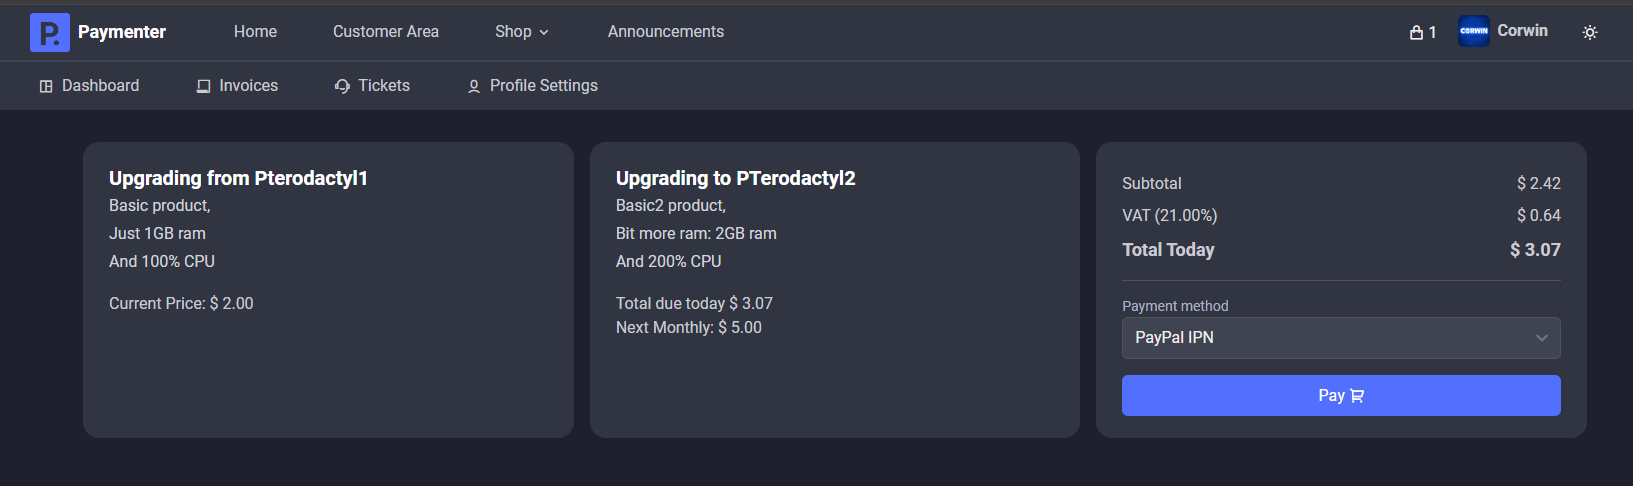 P. Paymenter
Home
Customer Area
Shop
Announcements
1
CORWIN
Corwin
Dashboard
Invoices
Tickets
Profile Settings
Upgrading from Pterodactyl1
Basic product,
Just 1GB ram
And 100% CPU
Current Price: $ 2.00
Upgrading to PTerodactyl2
Basic2 product,
Bit more ram: 2GB ram
And 200% CPU
Total due today $ 3.07
Next Monthly: $ 5.00
Subtotal $ 2.42
VAT (21.00%) $ 0.64
Total Today $ 3.07
Payment method
PayPal IPN
Pay